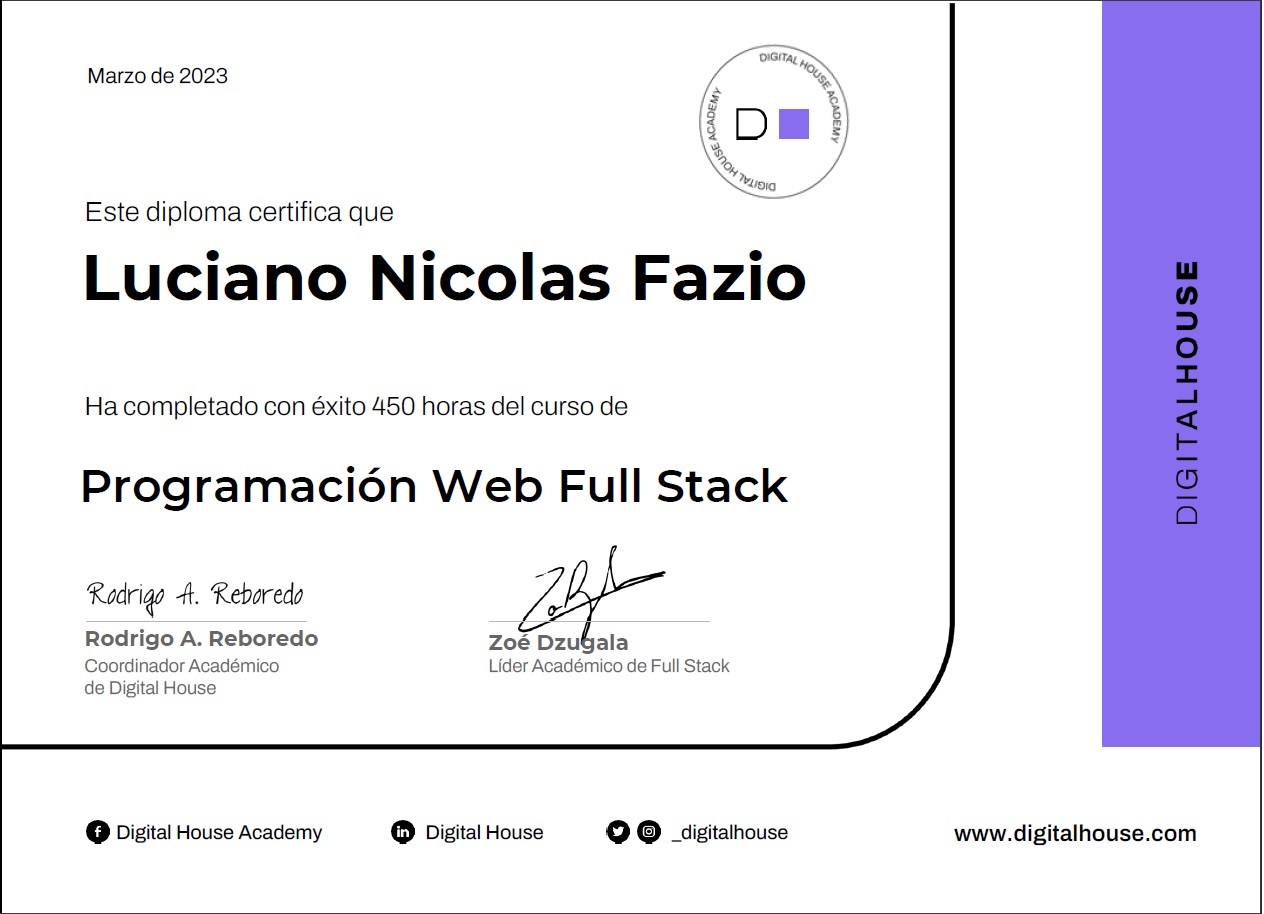 Marzo de 2023
DIGITAL HOUSE ACADEMY
DIGITAL HOUSE ACADEMY
D
Este diploma certifica que
Luciano Nicolas Fazio
Ha completado con éxito 450 horas del curso de
Programación Web Full Stack
Rodrigo A. Reboredo
Rodrigo A. Reboredo
Coordinador Académico
de Digital House
Zoé Dzugala
Líder Académico de Full Stack
DIGITALHOUSE
Digital House Academy
Digital House
_digitalhouse
www.digitalhouse.com